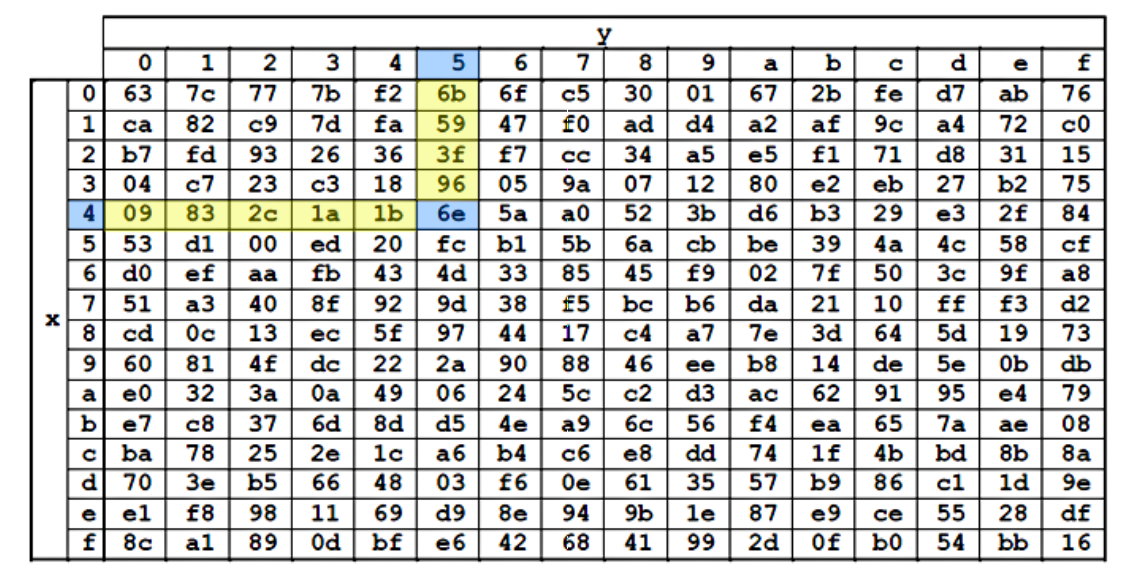 y
0 1 2 3 4 5 6 7 8 9 a b c d e f
0 63 7c 77 7b f2 6b 6f c5 30 01 67 2b fe d7 ab 76
1 ca 82 c9 7d fa 59 47 f0 ad d4 a2 af 9c a4 72 c0
2 b7 fd 93 26 36 3f f7 cc 34 a5 e5 f1 71 d8 31 15
3 04 c7 23 c3 18 96 05 9a 07 12 80 e2 eb 27 b2 75
4 09 83 2c 1a 1b 6e 5a a0 52 3b d6 b3 29 e3 2f 84
5 53 d1 00 ed 20 fc b1 5b 6a cb be 39 4a 4c 58 cf
6 d0 ef aa fb 43 4d 33 85 45 f9 02 7f 50 3c 9f a8
7 51 a3 40 8f 92 9d 38 f5 bc b6 da 21 10 ff f3 d2
x
8 cd 0c 13 ec 5f 97 44 17 c4 a7 7e 3d 64 5d 19 73
9 60 81 4f dc 22 2a 90 88 46 ee b8 14 de 5e 0b db
a e0 32 3a 0a 49 06 24 5c c2 d3 ac 62 91 95 e4 79
b e7 c8 37 6d 8d d5 4e a9 6c 56 f4 ea 65 7a ae 08
c ba 78 25 2e 1c a6 b4 c6 e8 dd 74 1f 4b bd 8b 8a
d 70 3e b5 66 48 03 f6 0e 61 35 57 b9 86 c1 1d 9e
e e1 f8 98 11 69 d9 8e 94 9b 1e 87 e9 ce 55 28 df
f 8c a1 89 0d bf e6 42 68 41 99 2d 0f b0 54 bb 16